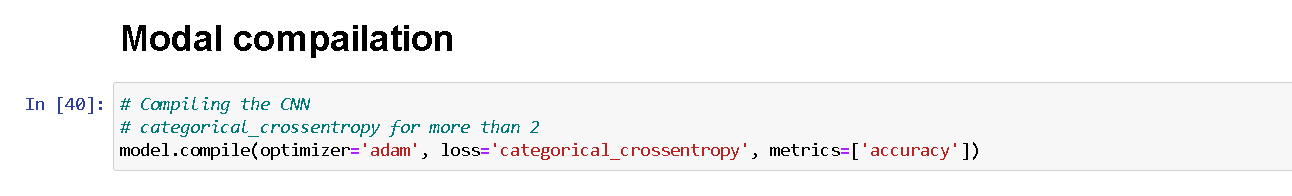 Modal compailation
In [40]:
# Compiling the CNN
# categorical_crossentropy for more than 2
model.compile(optimizer='adam', loss='categorical_crossentropy', metrics=['accuracy'])